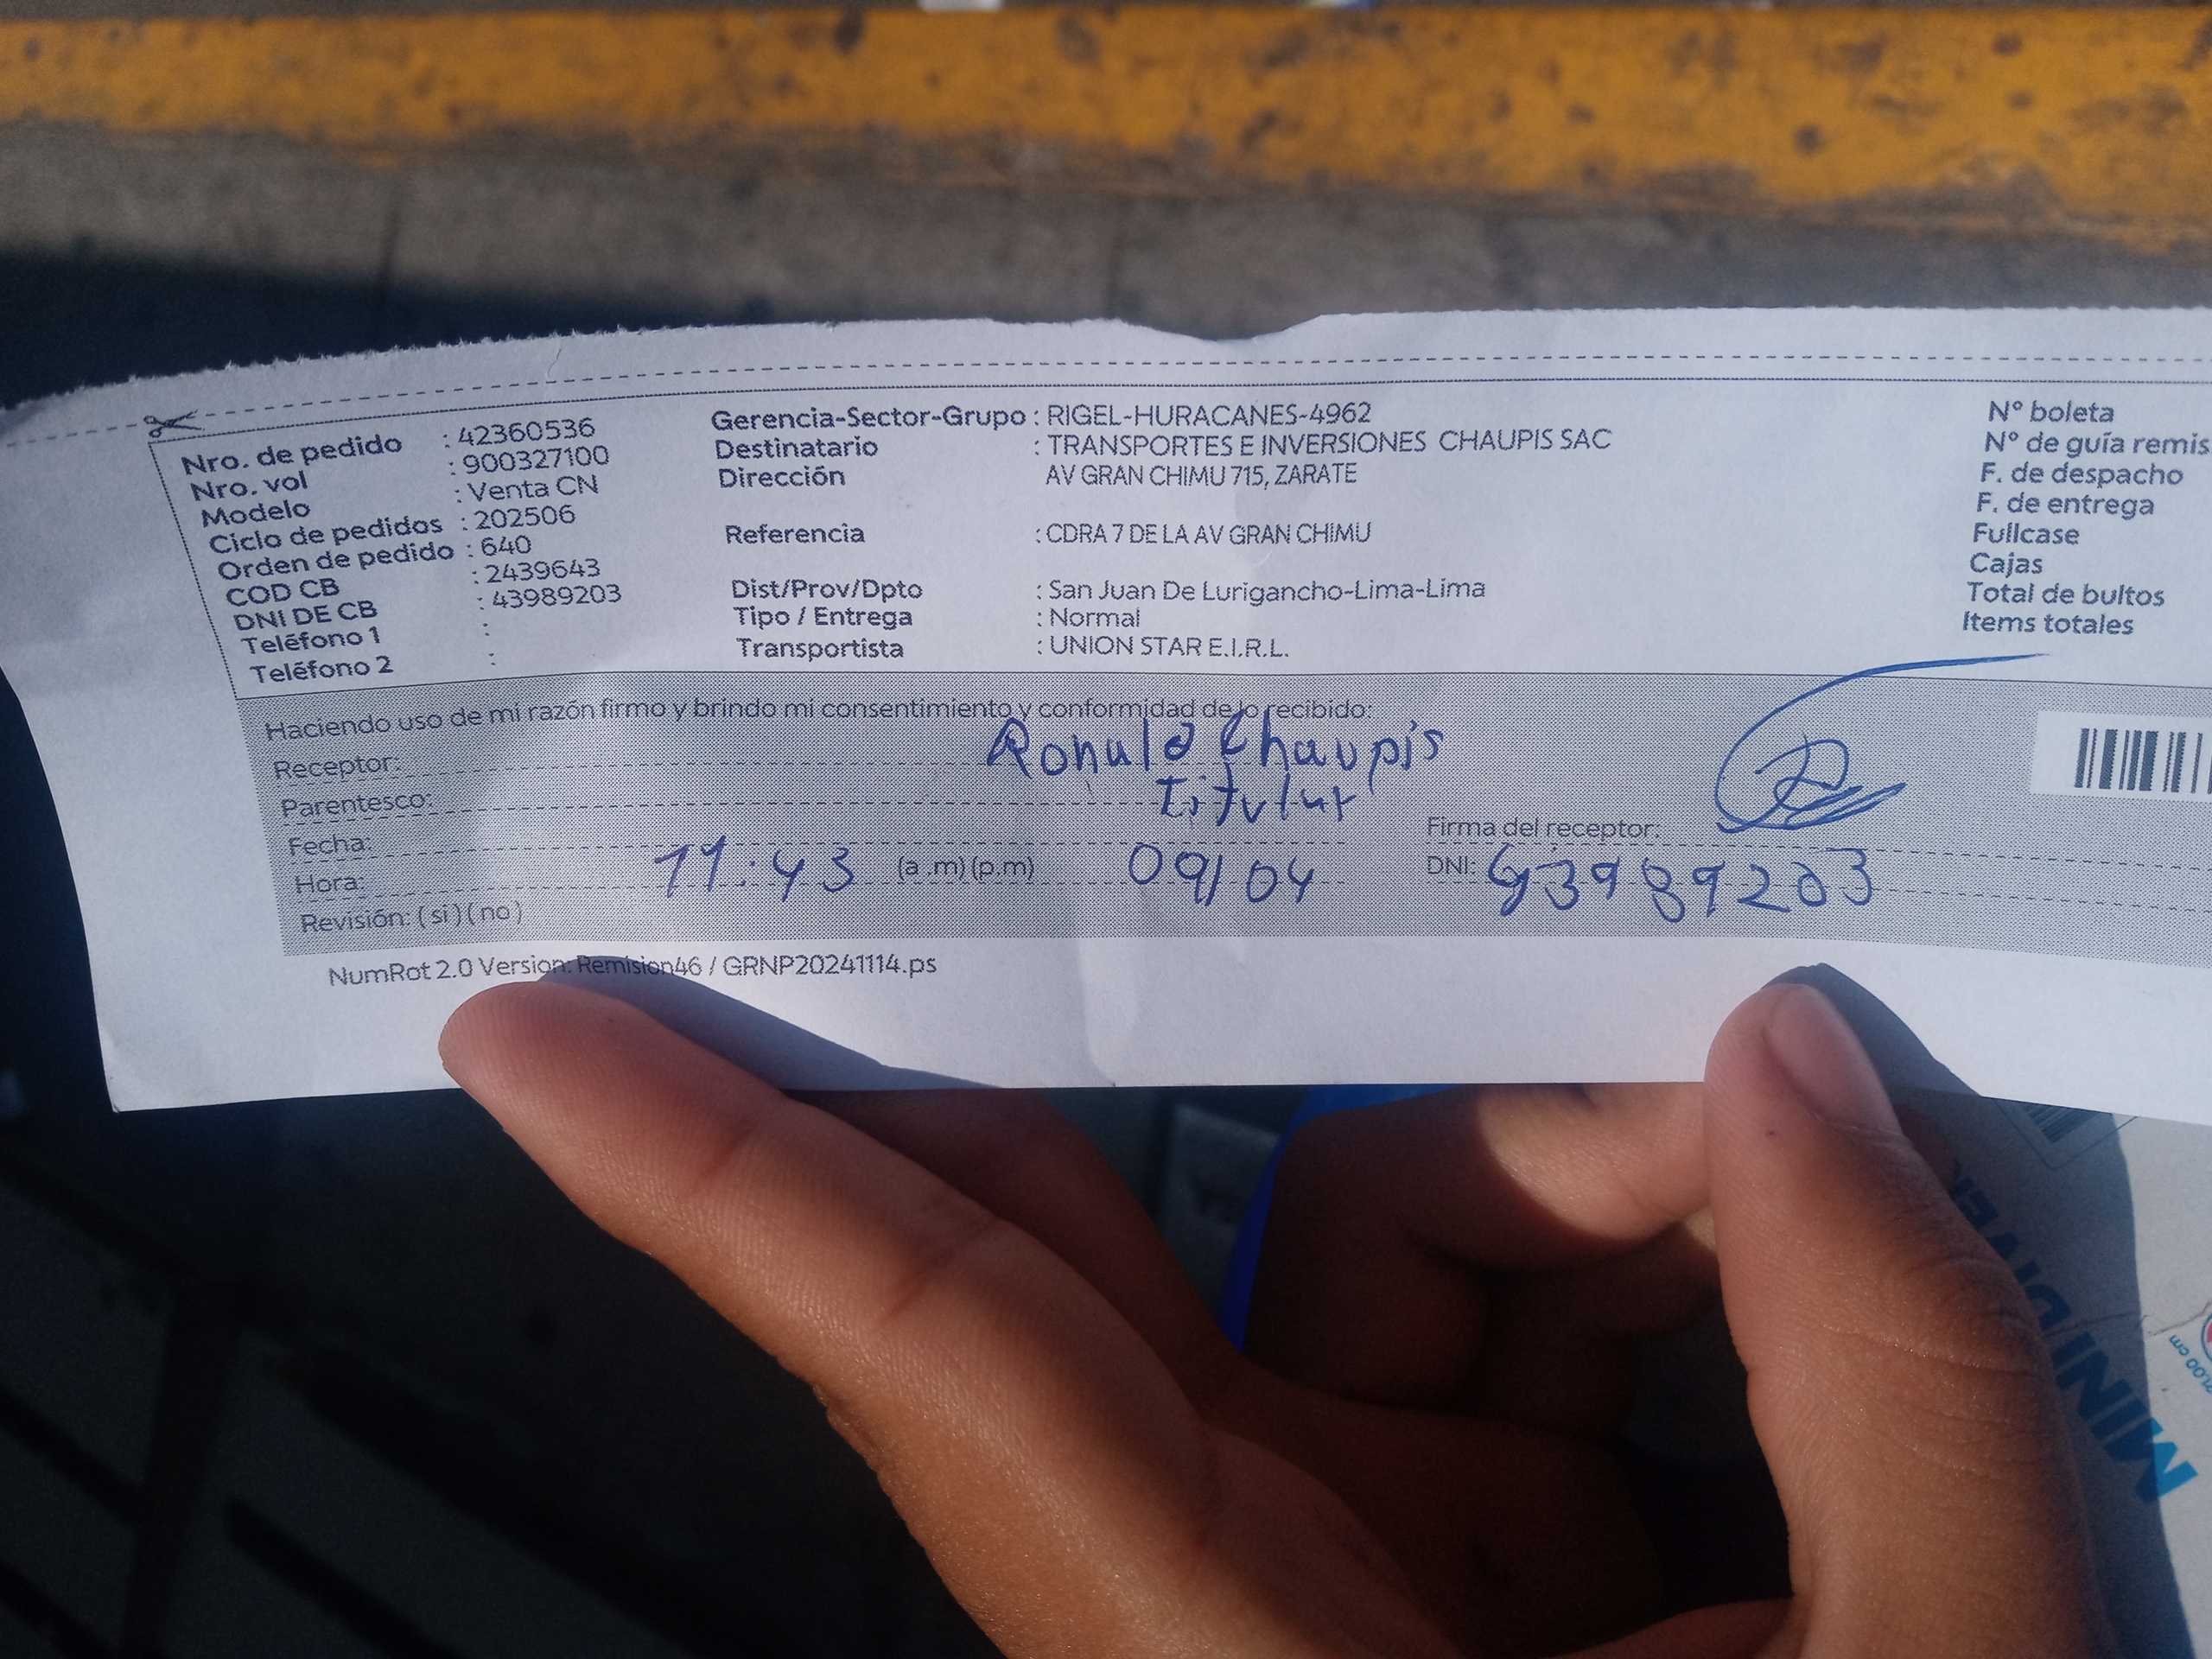 Nro. de pedido : 42360536
Nro. vol : 900327100
Modelo : Venta CN
Ciclo de pedidos : 202506
Orden de pedido : 640
COD CB : 2439643
DNI DE CB : 43989203
Teléfono 1 :
Teléfono 2 :
Gerencia-Sector-Grupo : RIGEL-HURACANES-4962
Destinatario : TRANSPORTES E INVERSIONES CHAUPIS SAC
Dirección AV GRAN CHIMU 715, ZARATE
Referencia : CDRA 7 DE LA AV GRAN CHIMU
Dist/Prov/Dpto : San Juan De Lurigancho-Lima-Lima
Tipo / Entrega : Normal
Transportista : UNION STAR E.I.R.L.
Nº boleta
Nº de guía remis
F. de despacho
F. de entrega
Fullcase
Cajas
Total de bultos
Items totales
Haciendo uso de mi razón firmo y brindo mi consentimiento y conformidad de lo recibido:
Receptor: Ronula Chaupis
Parentesco: Titular
Fecha:
Firma del receptor:
Hora: 11:43 (a .m) (p.m) 09/04 DNI: 43989203
Revisión: ( si ) ( no )
NumRot 2.0 Version: Remision46 / GRNP20241114.ps